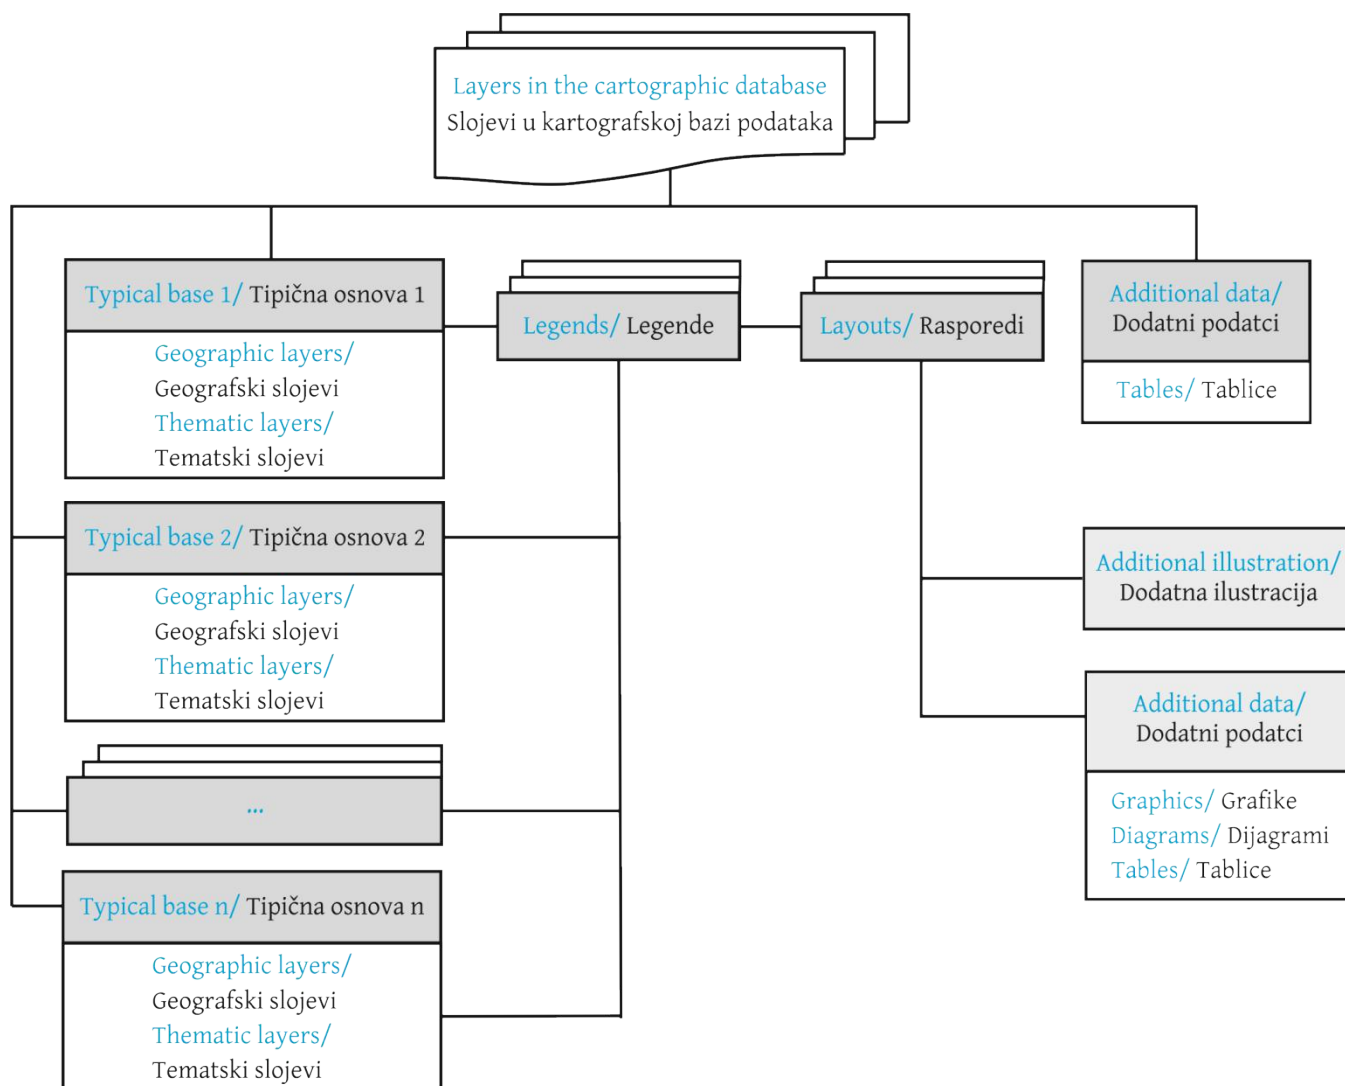 Layers in the cartographic database
Slojevi u kartografskoj bazi podataka
Typical base 1/ Tipična osnova 1
Geographic layers/
Geografski slojevi
Thematic layers/
Tematski slojevi
Legends/ Legende
Layouts/ Rasporedi
Additional data/
Dodatni podatci
Tables/ Tablice
Typical base 2/ Tipična osnova 2
Geographic layers/
Geografski slojevi
Thematic layers/
Tematski slojevi
Additional illustration/
Dodatna ilustracija
Additional data/
Dodatni podatci
Graphics/ Grafike
Diagrams/ Dijagrami
Tables/ Tablice
...
Typical base n/ Tipična osnova n
Geographic layers/
Geografski slojevi
Thematic layers/
Tematski slojevi